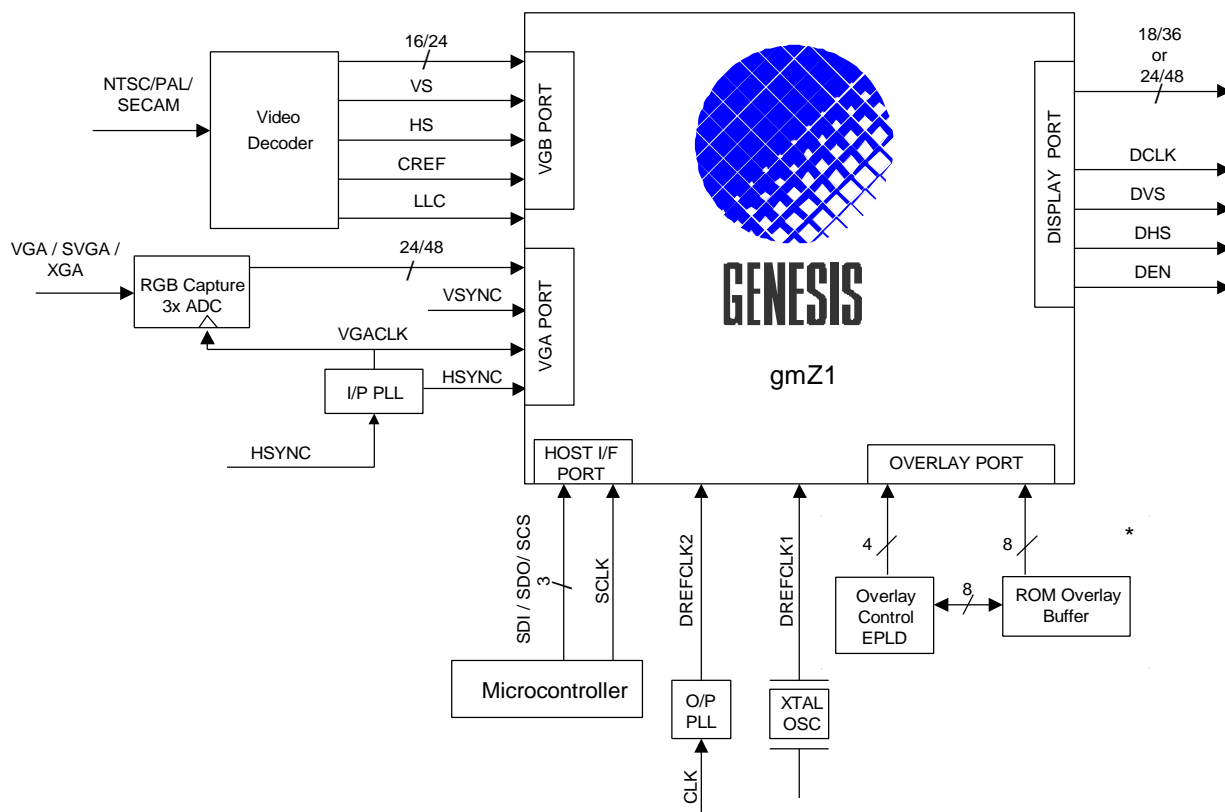 NTSC/PAL/
SECAM
Video
Decoder
16/24
VS
HS
CREF
LLC
VGB PORT
VGA / SVGA /
XGA
RGB Capture
3x ADC
24/48
VSYNC
VGACLK
I/P PLL
HSYNC
HSYNC
VGA PORT
GENESIS
gmZ1
DISPLAY PORT
18/36
or
24/48
DCLK
DVS
DHS
DEN
HOST I/F
PORT
OVERLAY PORT
SDI / SDO/ SCS
3
SCLK
DREFCLK2
DREFCLK1
4
8
*
Overlay
Control
EPLD
8
ROM Overlay
Buffer
Microcontroller
O/P
PLL
XTAL
OSC
CLK